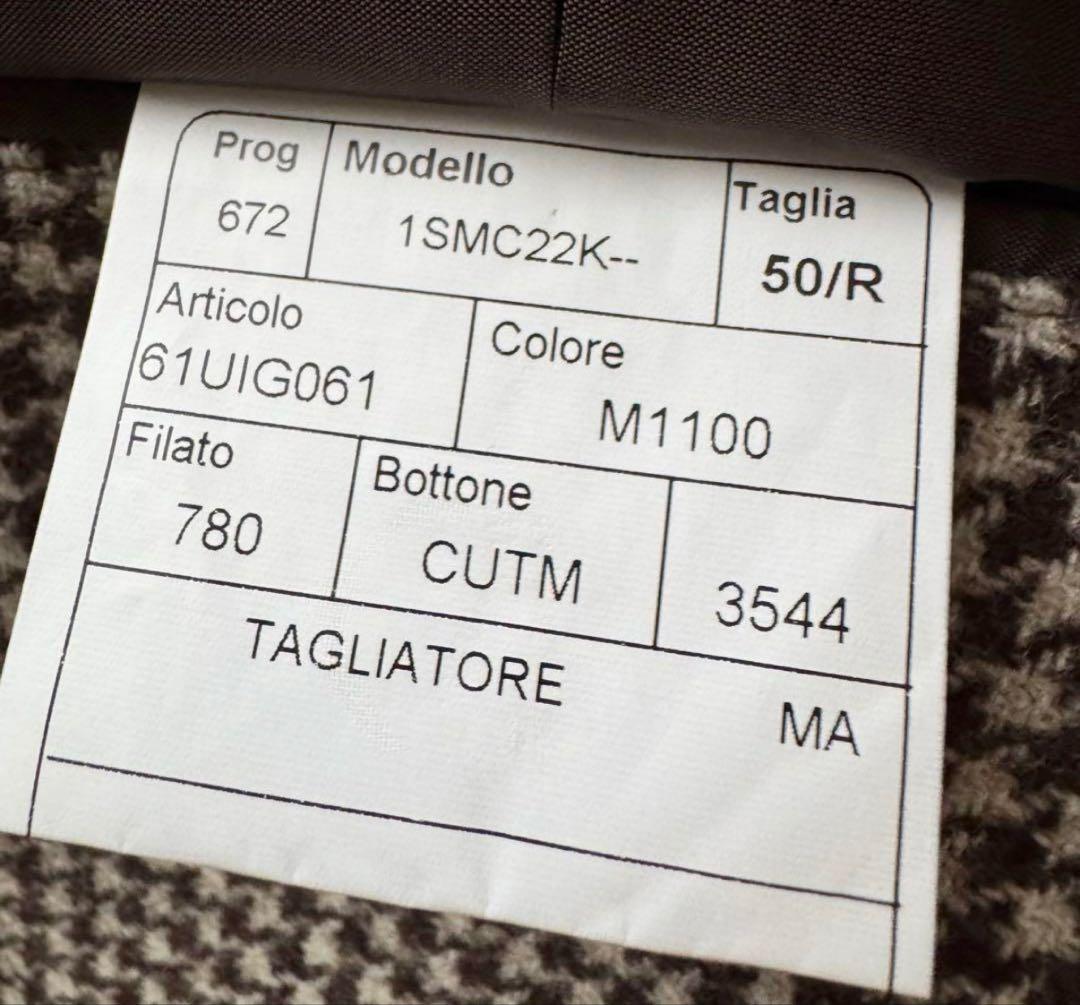 Prog Modello Taglia
672 1SMC22K-- 50/R
Articolo Colore
61UIG061 M1100
Filato Bottone
780 CUTM 3544
TAGLIATORE MA